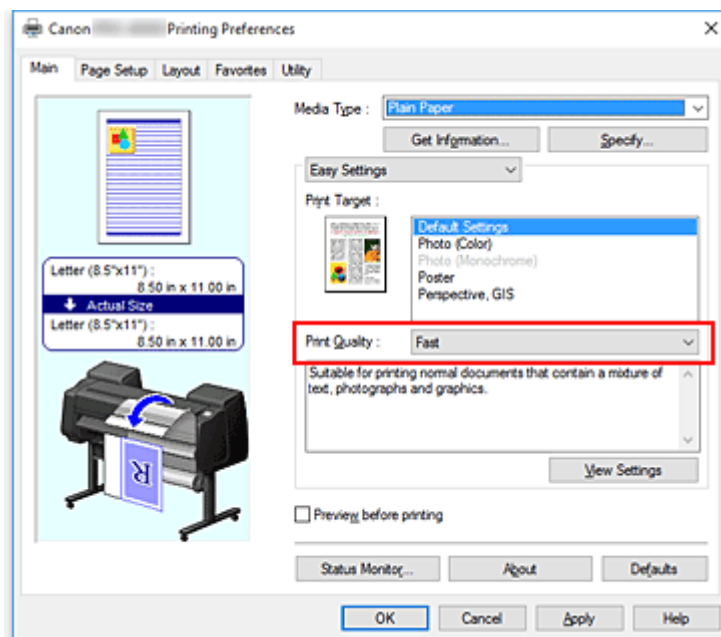 Canon Printing Preferences
Main Page Setup Layout Favorites Utility
Media Type : Plain Paper
Get Information... Specify...
Easy Settings
Print Target :
Default Settings
Photo (Color)
Photo (Monochrome)
Poster
Perspective, GIS
Letter (8.5"x11") :
8.50 in x 11.00 in
Actual Size
Letter (8.5"x11") :
8.50 in x 11.00 in
Print Quality : Fast
Suitable for printing normal documents that contain a mixture of
text, photographs and graphics.
R
View Settings
Preview before printing
Status Monitor... About Defaults
OK Cancel Apply Help